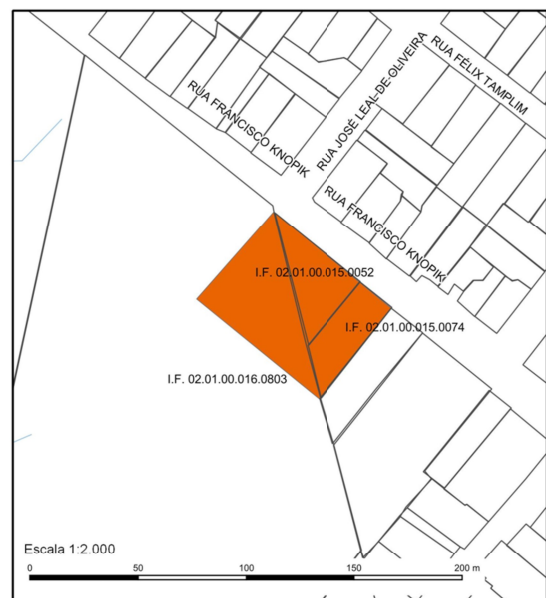 RUA FÉLIX TAMPLIM
RUA JOSÉ LEAL DE OLIVEIRA
RUA FRANCISCO KNOPIK
RUA FRANCISCO KNOPIK
I.F. 02.01.00.015.0052
I.F. 02.01.00.015.0074
I.F. 02.01.00.016.0803
Escala 1:2.000
0 50 100 150 200 m